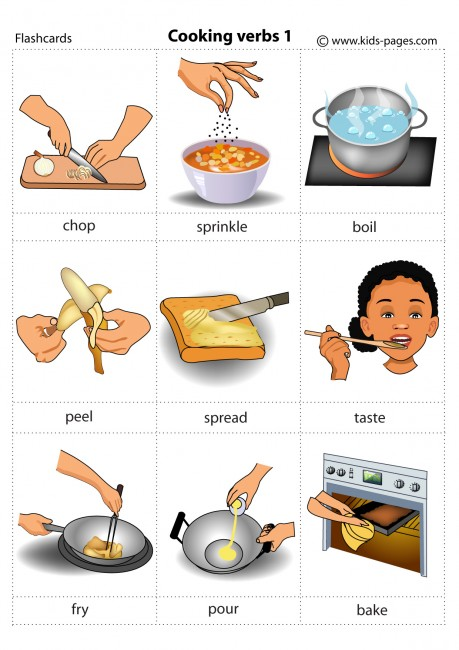 Flashcards
Cooking verbs 1
© www.kids-pages.com
chop
sprinkle
boil
peel
spread
taste
fry
pour
bake